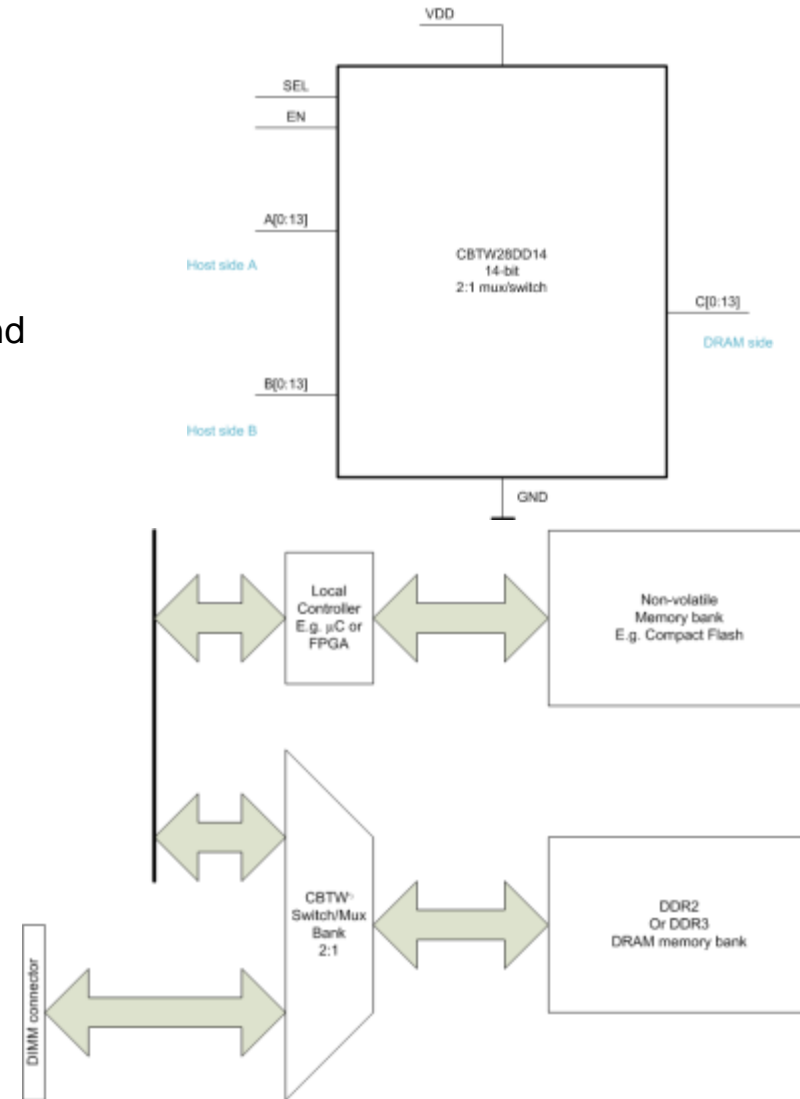 VDD
SEL
EN
A[0:13]
Host side A
CBTW28DD14
14-bit
2:1 mux/switch
C[0:13]
DRAM side
nd
B[0:13]
Host side B
GND
Local
Controller
E.g. µC or
FPGA
Non-volatile
Memory bank
E.g. Compact Flash
CBTW
Switch/Mux
Bank
2:1
DDR2
Or DDR3
DRAM memory bank
DIMM connector